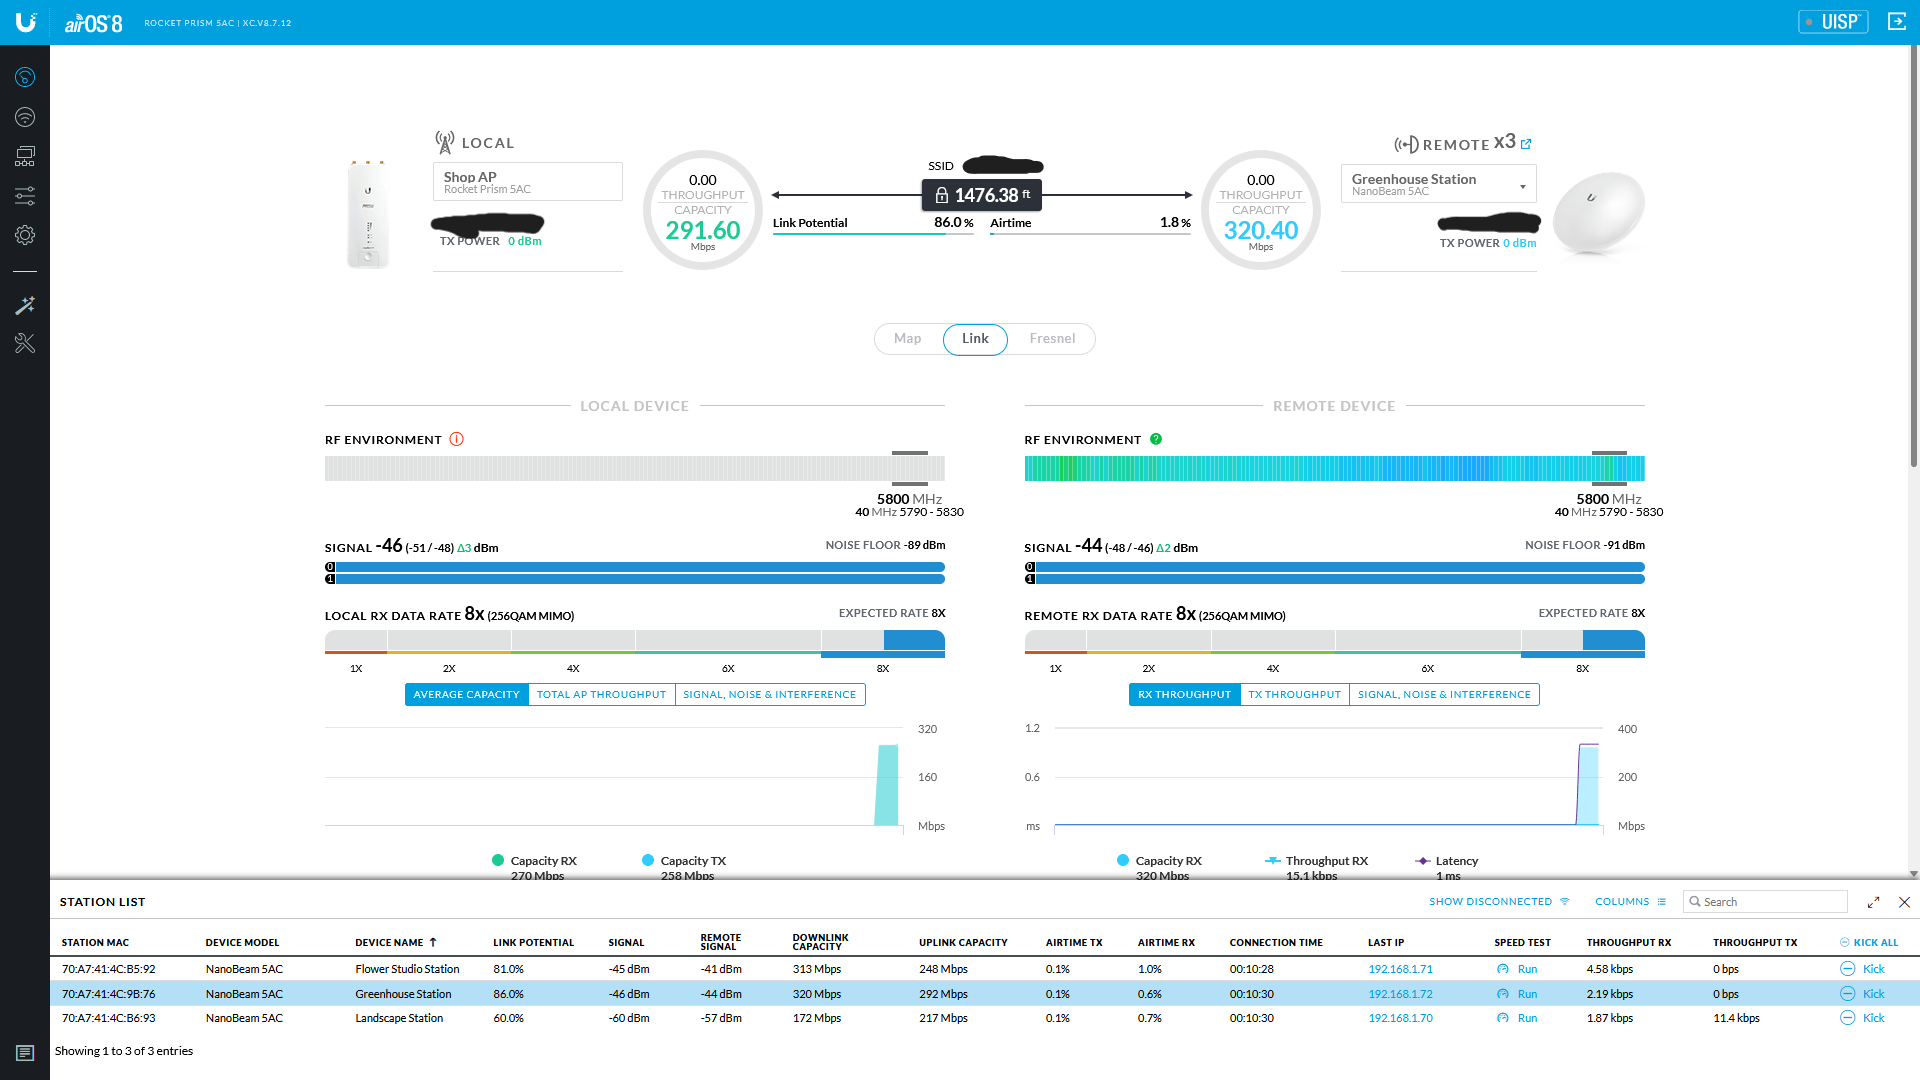 airOS 8
ROCKET PRISM 5AC | XC.V8.7.12
UISP
LOCAL
Shop AP
Rocket Prism 5AC
TX POWER 0 dBm
0.00
THROUGHPUT
CAPACITY
291.60
Mbps
SSID
1476.38 ft
Link Potential 86.0 %
Airtime 1.8 %
0.00
THROUGHPUT
CAPACITY
320.40
Mbps
REMOTE x3
Greenhouse Station
NanoBeam 5AC
TX POWER 0 dBm
Map Link Fresnel
LOCAL DEVICE
RF ENVIRONMENT
5800 MHz
40 MHz 5790 - 5830
SIGNAL -46 (-51 / -48) Δ3 dBm
NOISE FLOOR -89 dBm
0
1
LOCAL RX DATA RATE 8x (256QAM MIMO)
EXPECTED RATE 8X
1X 2X 4X 6X 8X
AVERAGE CAPACITY TOTAL AP THROUGHPUT SIGNAL, NOISE & INTERFERENCE
320
160
Mbps
Capacity RX
270 Mbps
Capacity TX
258 Mbps
REMOTE DEVICE
RF ENVIRONMENT
5800 MHz
40 MHz 5790 - 5830
SIGNAL -44 (-48 / -46) Δ2 dBm
NOISE FLOOR -91 dBm
0
1
REMOTE RX DATA RATE 8x (256QAM MIMO)
EXPECTED RATE 8X
1X 2X 4X 6X 8X
RX THROUGHPUT TX THROUGHPUT SIGNAL, NOISE & INTERFERENCE
1.2 400
0.6 200
ms Mbps
Capacity RX
320 Mbps
Throughput RX
15.1 kbps
Latency
1 ms
STATION LIST
SHOW DISCONNECTED COLUMNS Search
STATION MAC DEVICE MODEL DEVICE NAME ↑ LINK POTENTIAL SIGNAL REMOTE SIGNAL DOWNLINK CAPACITY UPLINK CAPACITY AIRTIME TX AIRTIME RX CONNECTION TIME LAST IP SPEED TEST THROUGHPUT RX THROUGHPUT TX KICK ALL
70:A7:41:4C:B5:92 NanoBeam 5AC Flower Studio Station 81.0% -45 dBm -41 dBm 313 Mbps 248 Mbps 0.1% 1.0% 00:10:28 192.168.1.71 Run 4.58 kbps 0 bps Kick
70:A7:41:4C:9B:76 NanoBeam 5AC Greenhouse Station 86.0% -46 dBm -44 dBm 320 Mbps 292 Mbps 0.1% 0.6% 00:10:30 192.168.1.72 Run 2.19 kbps 0 bps Kick
70:A7:41:4C:B6:93 NanoBeam 5AC Landscape Station 60.0% -60 dBm -57 dBm 172 Mbps 217 Mbps 0.1% 0.7% 00:10:30 192.168.1.70 Run 1.87 kbps 11.4 kbps Kick
Showing 1 to 3 of 3 entries